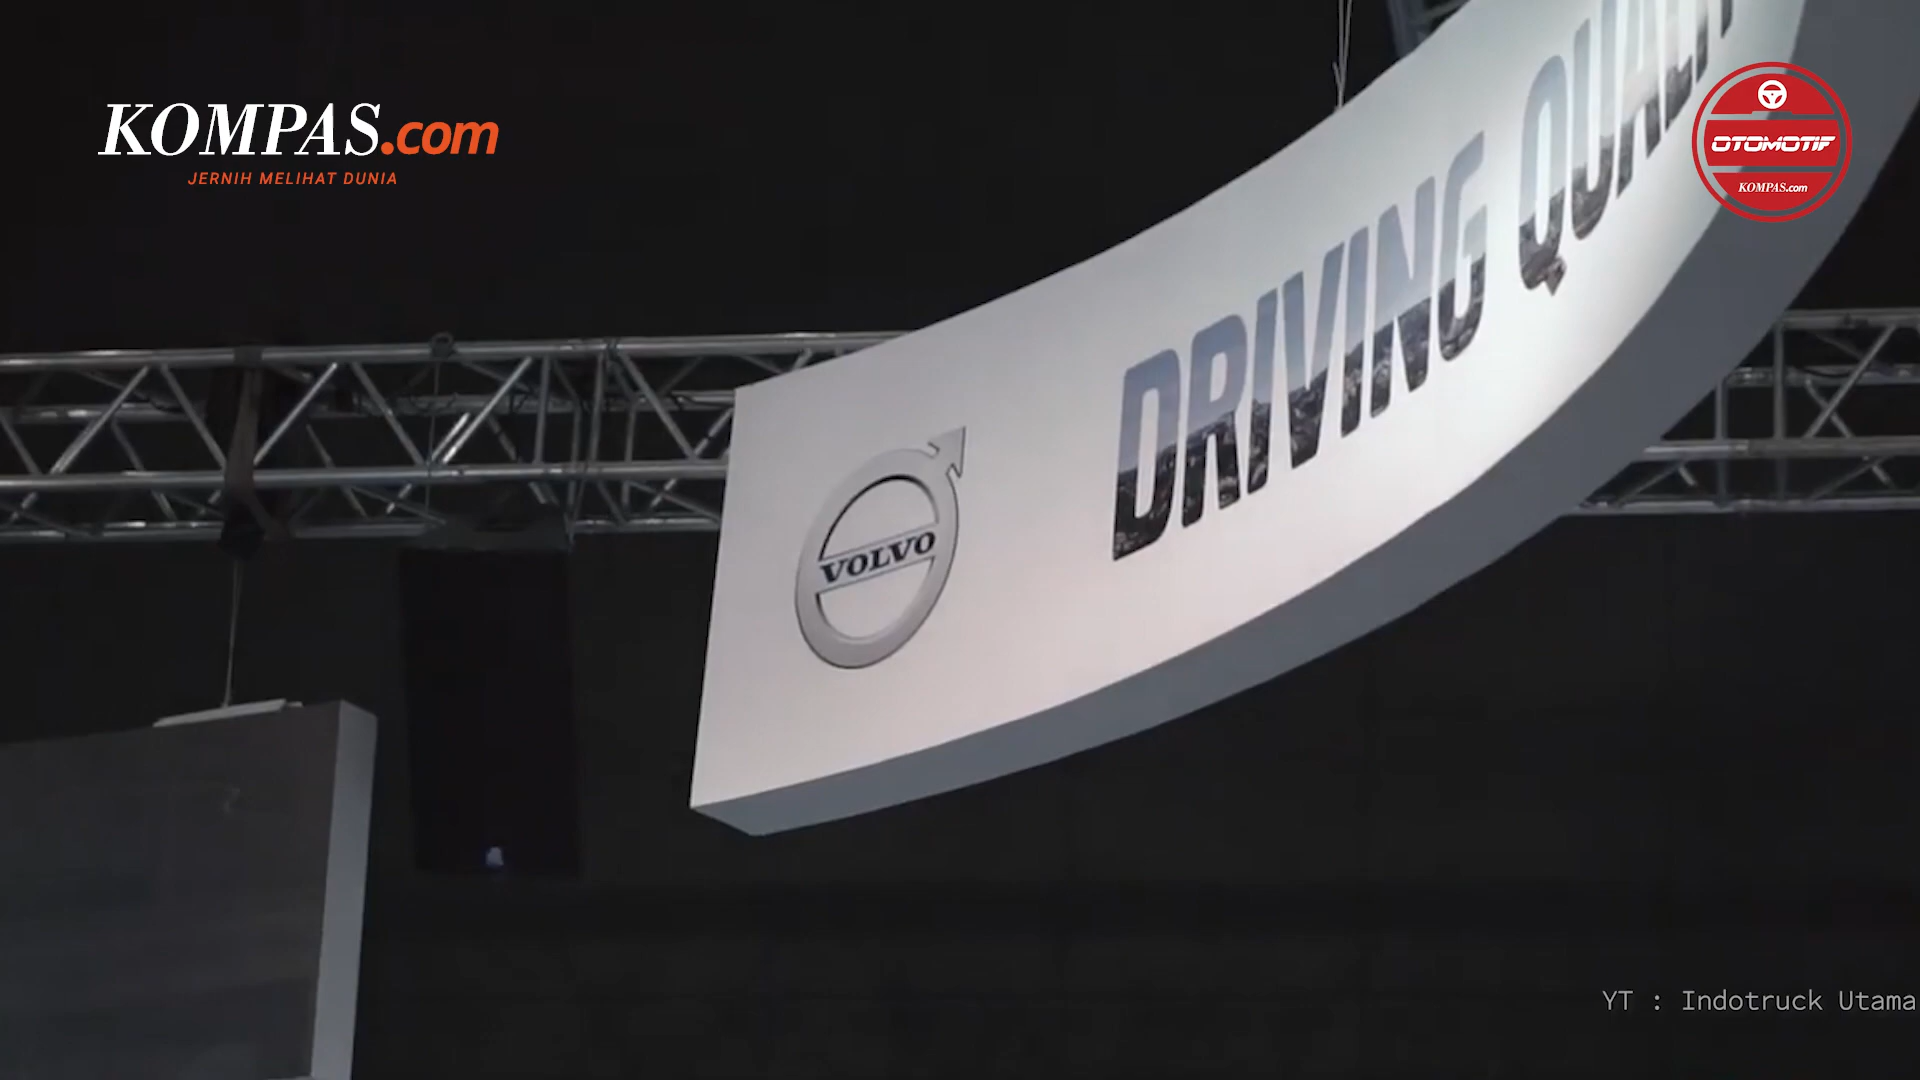 KOMPAS.com
JERNIH MELIHAT DUNIA
OTOMOTIF
KOMPAS.com
DRIVING
VOLVO
YT : Indotruck Utama